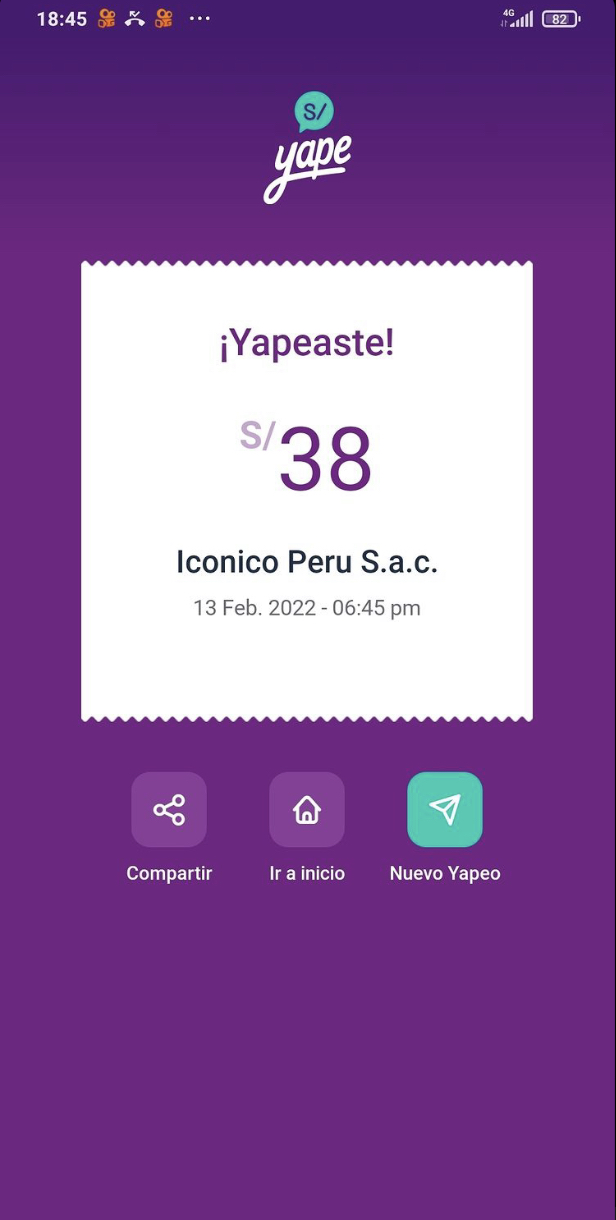 18:45
4G
82
S/
yape
¡Yapeaste!
S/38
Iconico Peru S.a.c.
13 Feb. 2022 - 06:45 pm
Compartir
Ir a inicio
Nuevo Yapeo